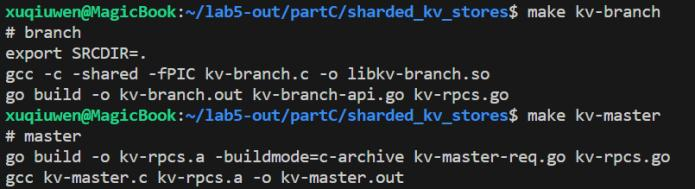 xuqiuwen@MagicBook:~/lab5-out/partC/sharded_kv_stores$ make kv-branch
# branch
export SRCDIR=.
gcc -c -shared -fPIC kv-branch.c -o libkv-branch.so
go build -o kv-branch.out kv-branch-api.go kv-rpcs.go
xuqiuwen@MagicBook:~/lab5-out/partC/sharded_kv_stores$ make kv-master
# master
go build -o kv-rpcs.a -buildmode=c-archive kv-master-req.go kv-rpcs.go
gcc kv-master.c kv-rpcs.a -o kv-master.out